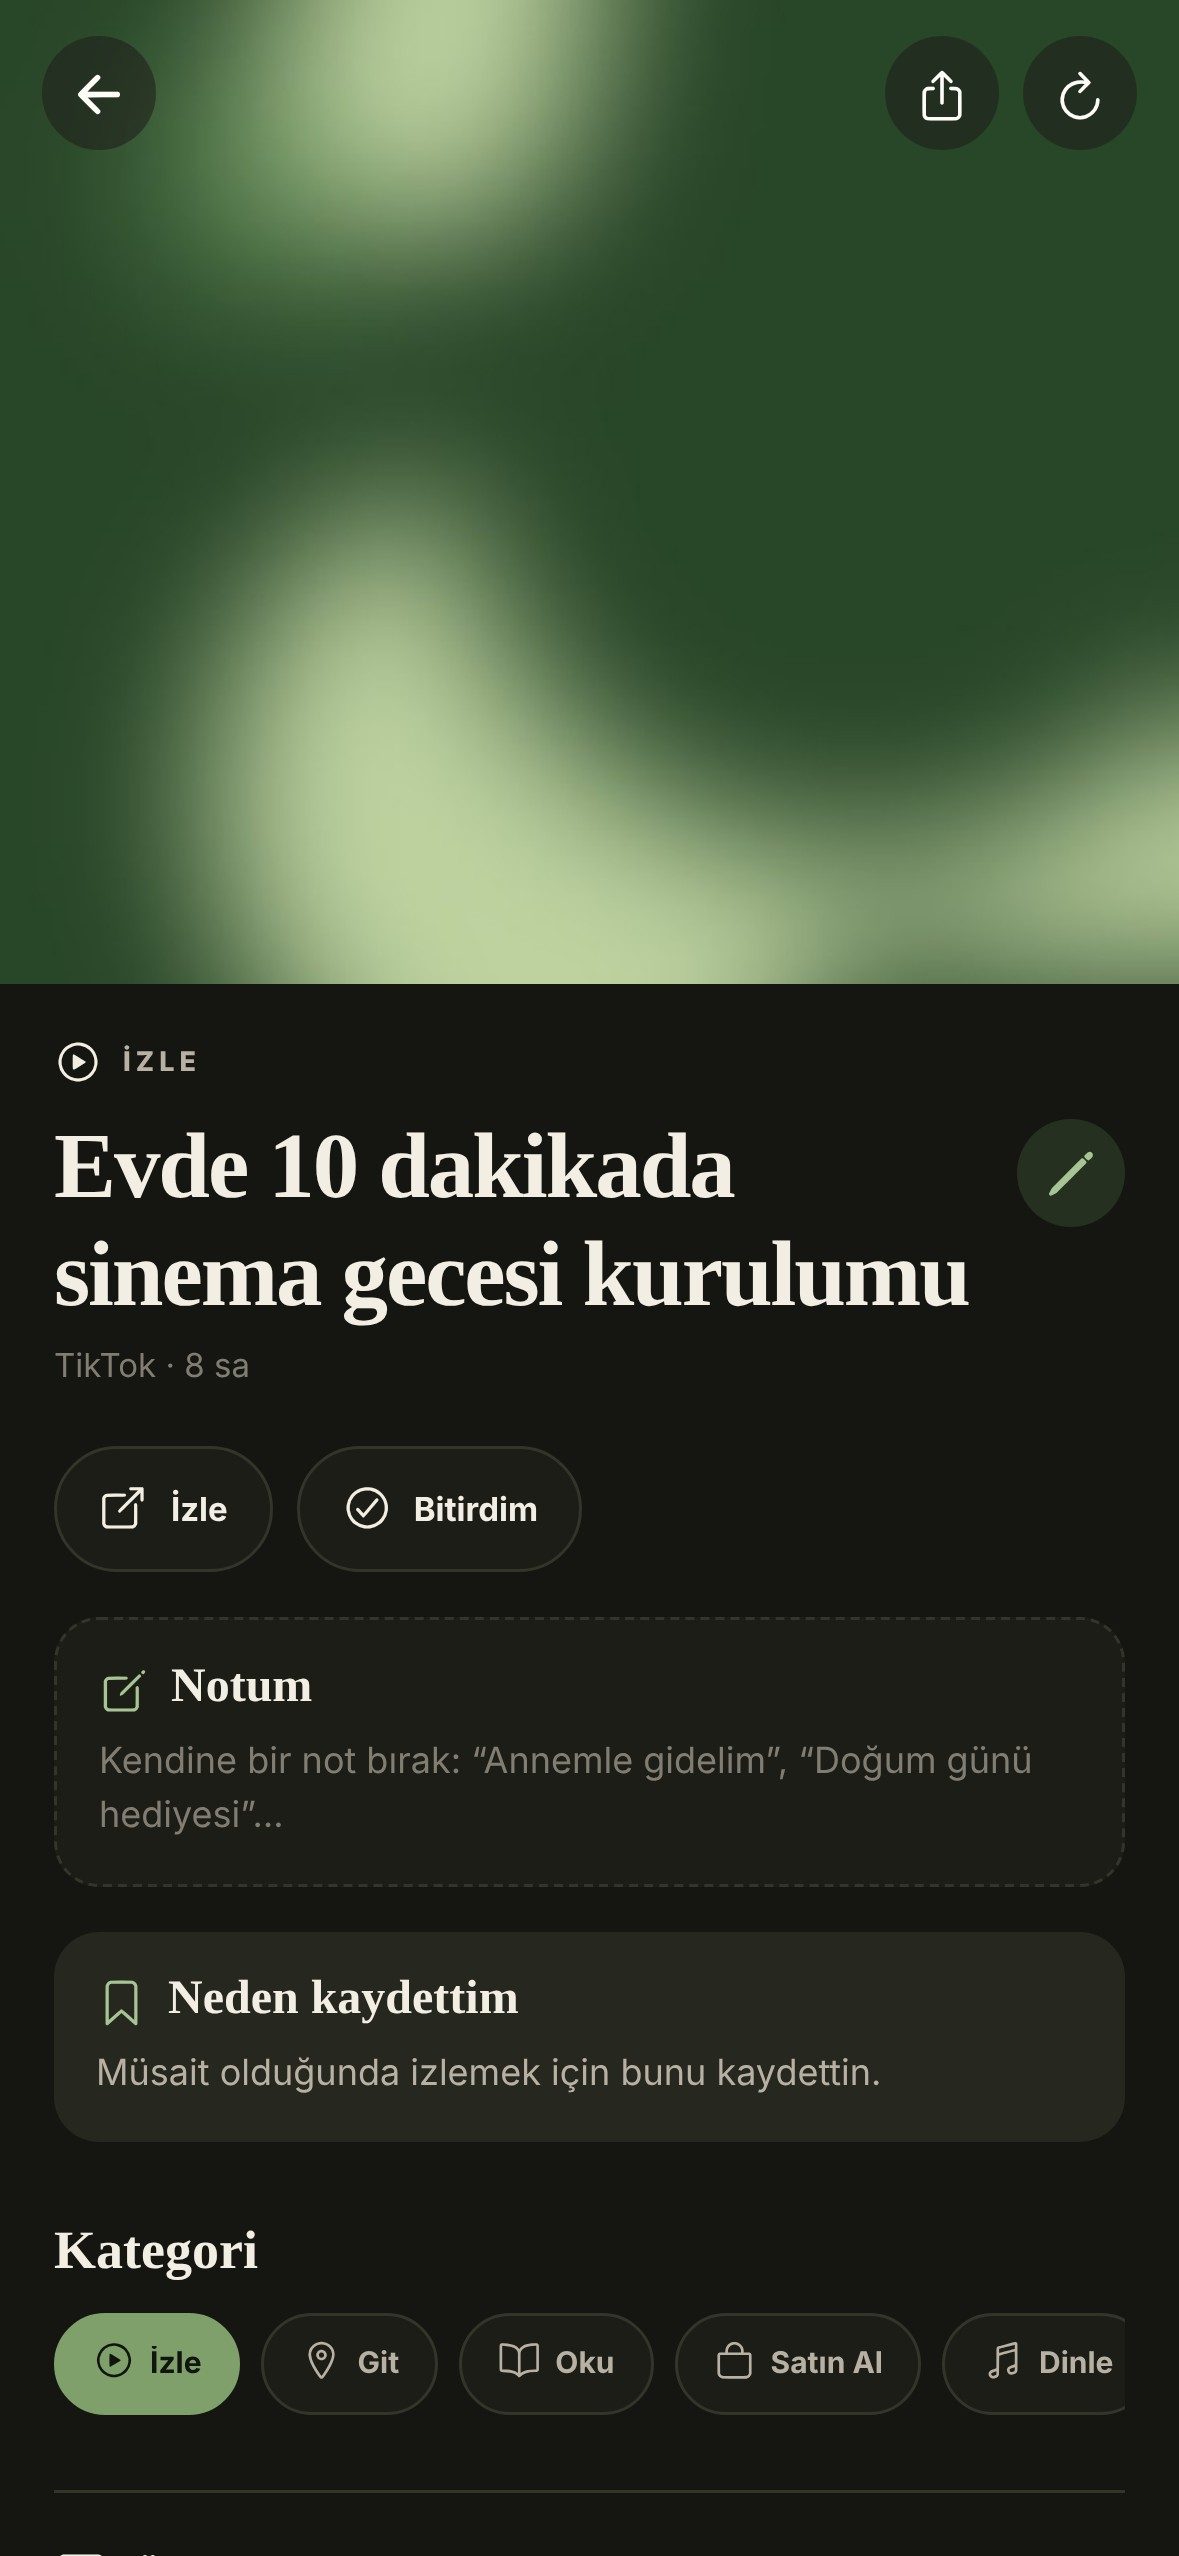 İZLE
Evde 10 dakikada
sinema gecesi kurulumu
TikTok · 8 sa
İzle
Bitirdim
Notum
Kendine bir not bırak: “Annemle gidelim”, “Doğum günü
hediyesi”…
Neden kaydettim
Müsait olduğunda izlemek için bunu kaydettin.
Kategori
İzle
Git
Oku
Satın Al
Dinle